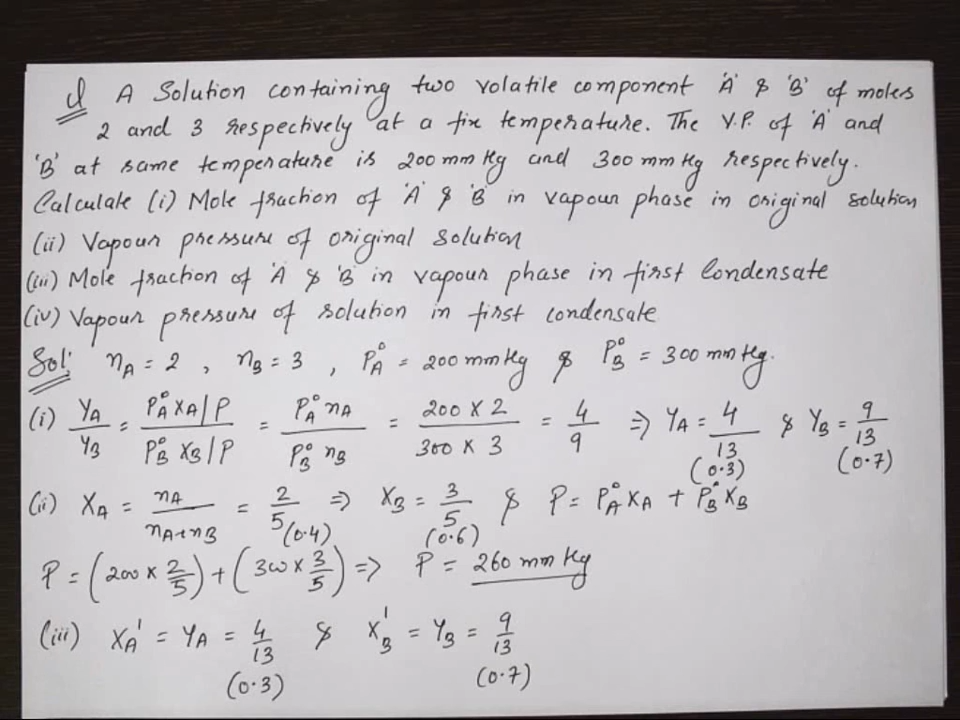 Q A Solution containing two volatile component 'A' & 'B' of moles
2 and 3 respectively at a fix temperature. The V.P. of 'A' and
'B' at same temperature is 200 mm Hg and 300 mm Hg respectively.
Calculate (i) Mole fraction of 'A' & 'B' in vapour phase in original solution
(ii) Vapour pressure of original solution
(iii) Mole fraction of 'A' & 'B' in vapour phase in first Condensate
(iv) Vapour pressure of solution in first condensate
Sol: nA = 2 , nB = 3 , P°A = 200 mm Hg & P°B = 300 mm Hg.
(i) YA/YB = (P°A XA/P)/(P°B XB/P) = (P°A nA)/(P°B nB) = (200 X 2)/(300 X 3) = 4/9 => YA = 4/13 (0.3) & YB = 9/13 (0.7)
(ii) XA = nA/(nA+nB) = 2/5 (0.4) => XB = 3/5 (0.6) & P = P°A XA + P°B XB
P = (200 x 2/5) + (300 x 3/5) => P = 260 mm Hg
(iii) XA' = YA = 4/13 (0.3) & XB' = YB = 9/13 (0.7)